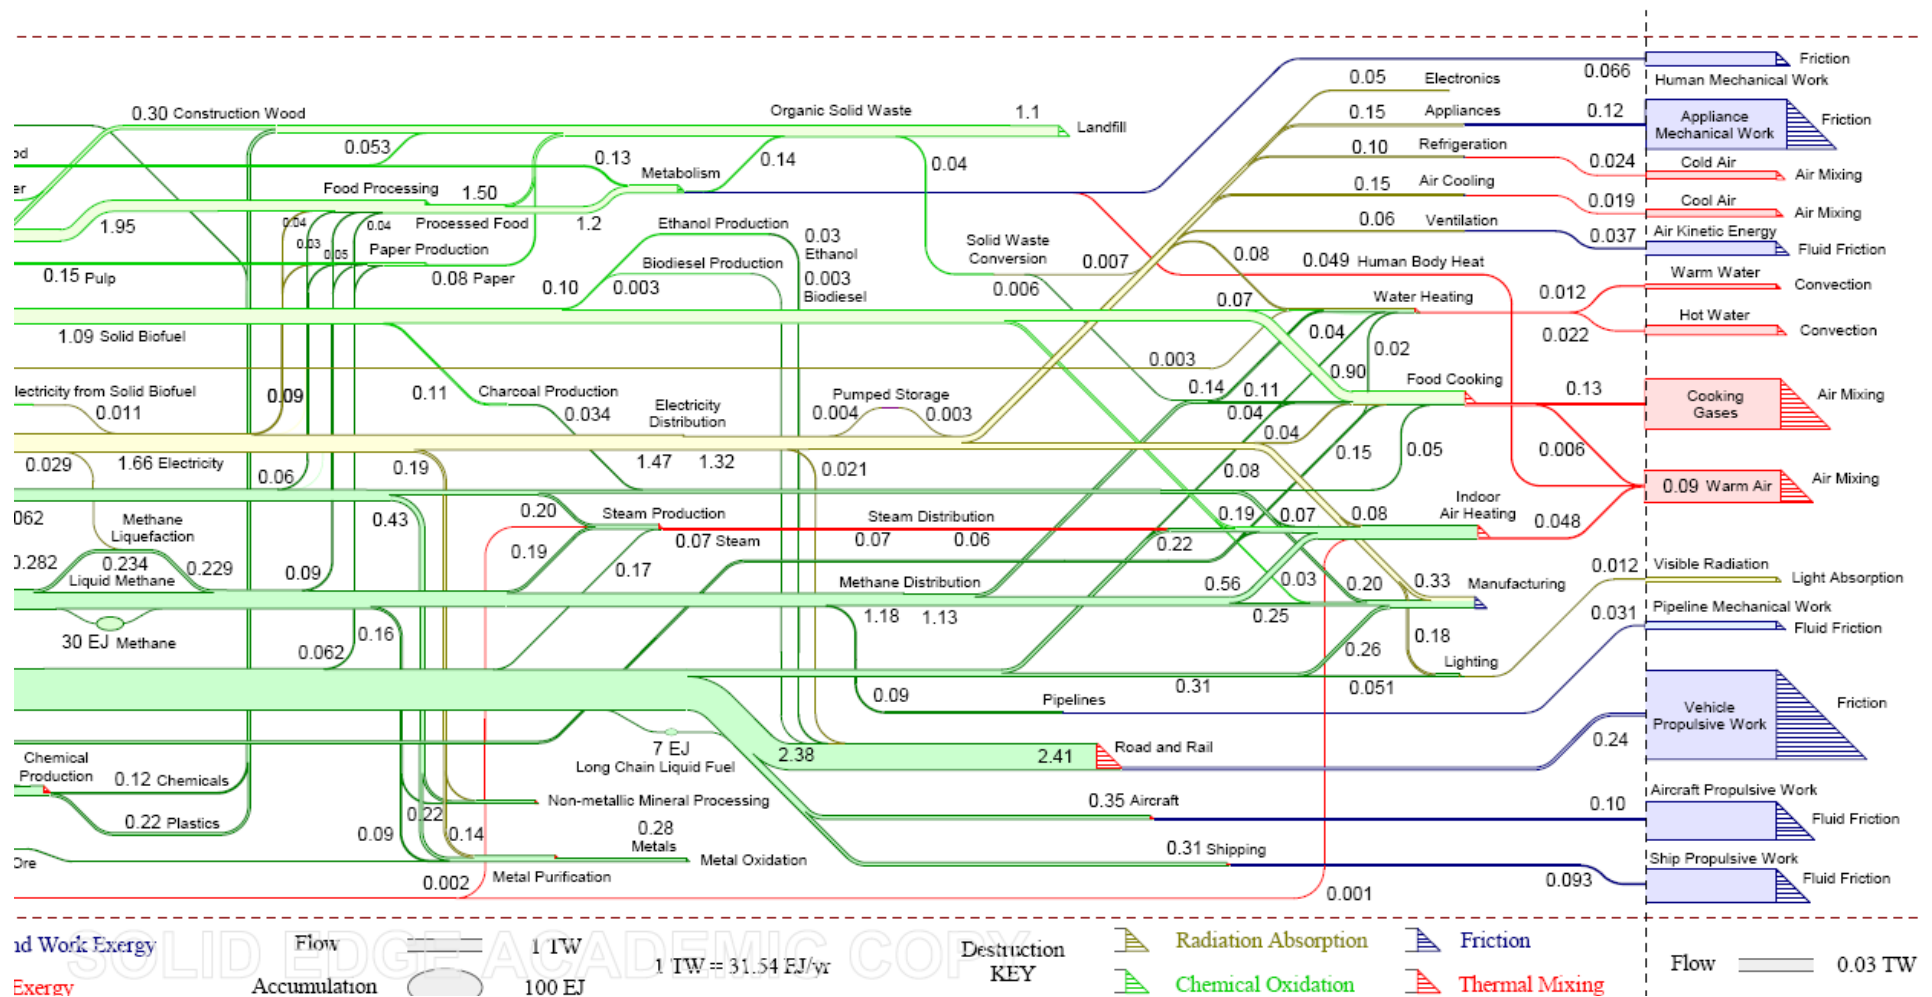 0.05 Electronics
0.066
Friction
Human Mechanical Work
0.30 Construction Wood
Organic Solid Waste
1.1
Landfill
0.15
Appliances
0.12
Appliance
Mechanical Work
Friction
od
0.053
0.13
Metabolism
0.14
0.04
0.10
Refrigeration
0.024
Cold Air
Air Mixing
er
Food Processing
1.50
0.15
Air Cooling
0.019
Cool Air
Air Mixing
1.95
0.04
0.04
Processed Food
1.2
Ethanol Production
0.03
Ethanol
0.06
Ventilation
0.037
Air Kinetic Energy
Fluid Friction
0.03
0.05
Paper Production
Biodiesel Production
Solid Waste
Conversion
0.007
0.08
0.049 Human Body Heat
Warm Water
Convection
0.15 Pulp
0.08 Paper
0.10
0.003
0.003
Biodiesel
0.006
0.07
Water Heating
0.012
Hot Water
Convection
1.09 Solid Biofuel
0.04
0.02
0.022
0.003
0.90
lectricity from Solid Biofuel
0.011
0.09
0.11
Charcoal Production
0.034
Electricity
Distribution
Pumped Storage
0.004
0.003
0.14
0.11
0.04
Food Cooking
0.13
Cooking
Gases
Air Mixing
0.04
0.029
1.66 Electricity
0.06
0.19
1.47
1.32
0.021
0.08
0.15
0.05
0.006
0.09 Warm Air
Air Mixing
062
Methane
Liquefaction
0.43
0.20
Steam Production
Steam Distribution
0.19
0.07
0.08
Indoor
Air Heating
0.048
0.282
0.234
Liquid Methane
0.229
0.09
0.19
0.07 Steam
0.07
0.06
0.22
0.17
Methane Distribution
0.56
0.03
0.20
0.33
Manufacturing
0.012
Visible Radiation
Light Absorption
30 EJ Methane
0.16
0.062
1.18
1.13
0.25
0.26
0.18
0.031
Pipeline Mechanical Work
Fluid Friction
Lighting
0.31
0.051
0.09
Pipelines
Vehicle
Propulsive Work
Friction
0.24
7 EJ
Long Chain Liquid Fuel
2.38
2.41
Road and Rail
Chemical
Production
0.12 Chemicals
Non-metallic Mineral Processing
0.35 Aircraft
0.10
Aircraft Propulsive Work
Fluid Friction
0.22 Plastics
0.09
0.22
0.14
0.28
Metals
Metal Oxidation
0.31 Shipping
Ship Propulsive Work
Fluid Friction
Ore
0.002
Metal Purification
0.001
0.093
nd Work Exergy
Flow
1 TW
1 TW = 31.54 EJ/yr
Destruction
KEY
Radiation Absorption
Friction
Flow
0.03 TW
Exergy
Accumulation
100 EJ
Chemical Oxidation
Thermal Mixing
SOLID EDGE ACADEMIC COPY